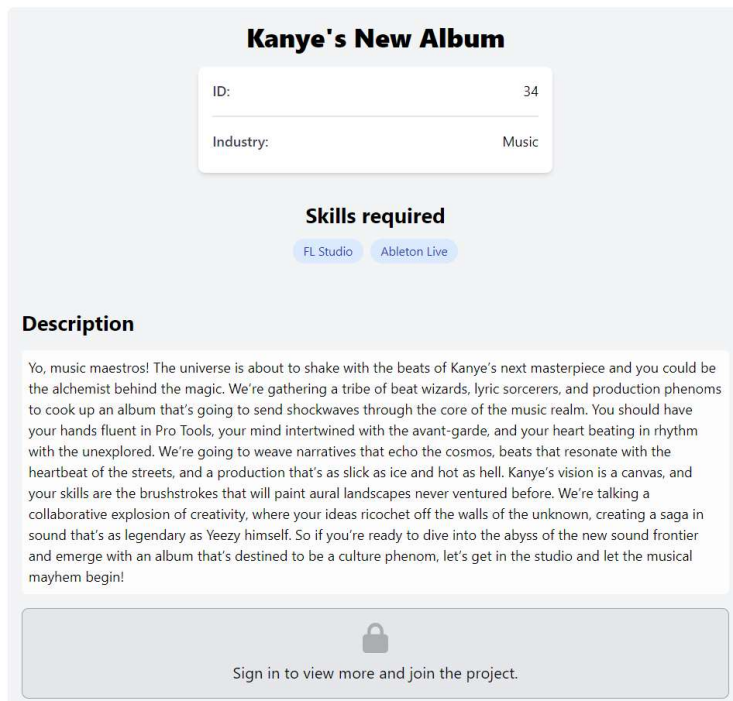 Kanye's New Album
ID: 34
Industry: Music
Skills required
FL Studio Ableton Live
Description
Yo, music maestros! The universe is about to shake with the beats of Kanye’s next masterpiece and you could be
the alchemist behind the magic. We’re gathering a tribe of beat wizards, lyric sorcerers, and production phenoms
to cook up an album that’s going to send shockwaves through the core of the music realm. You should have
your hands fluent in Pro Tools, your mind intertwined with the avant-garde, and your heart beating in rhythm
with the unexplored. We’re going to weave narratives that echo the cosmos, beats that resonate with the
heartbeat of the streets, and a production that’s as slick as ice and hot as hell. Kanye’s vision is a canvas, and
your skills are the brushstrokes that will paint aural landscapes never ventured before. We’re talking a
collaborative explosion of creativity, where your ideas ricochet off the walls of the unknown, creating a saga in
sound that’s as legendary as Yeezy himself. So if you’re ready to dive into the abyss of the new sound frontier
and emerge with an album that’s destined to be a culture phenom, let’s get in the studio and let the musical
mayhem begin!
Sign in to view more and join the project.